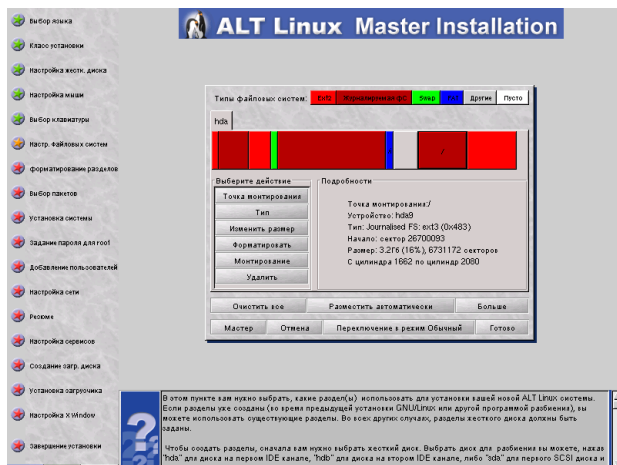 ALT Linux Master Installation
Выбор языка
Класс установки
Настройка жестк. диска
Настройка мыши
Выбор клавиатуры
Настр. Файловых систем
форматирование разделов
Выбор пакетов
Установка системы
Задание пароля для root
Добавление пользователей
Настройка сети
Резюме
Настройка сервисов
Создание загр. диска
Установка загрузчика
Настройка X Window
Завершение установки
Типы файловых систем: Ext2 Журналируемая FS Swap FAT Другие Пусто
hda
/
Выберите действие
Точка монтирования
Тип
Изменить размер
Форматировать
Монтирование
Удалить
Подробности
Точка монтирования:/
Устройство: hda9
Тип: Journalised FS: ext3 (0x483)
Начало: сектор 26700093
Размер: 3.2Гб (16%), 6731172 секторов
С цилиндра 1662 по цилиндр 2080
Очистить все Разместить автоматически Больше
Мастер Отмена Переключение в режим Обычный Готово
В этом пункте вам нужно выбрать, какие раздел(ы) использовать для установки вашей новой ALT Linux системы.
Если разделы уже созданы (во время предыдущей установки GNU/Linux или другой программой разбиения), вы
можете использовать существующие разделы. Во всех других случаях, разделы жесткого диска должны быть
заданы.
Чтобы создать разделы, сначала вам нужно выбрать жесткий диск. Выбрать диск для разбиения вы можете, нажав
"hda" для диска на первом IDE канале, "hdb" для диска на втором IDE канале, либо "sda" для первого SCSI диска и